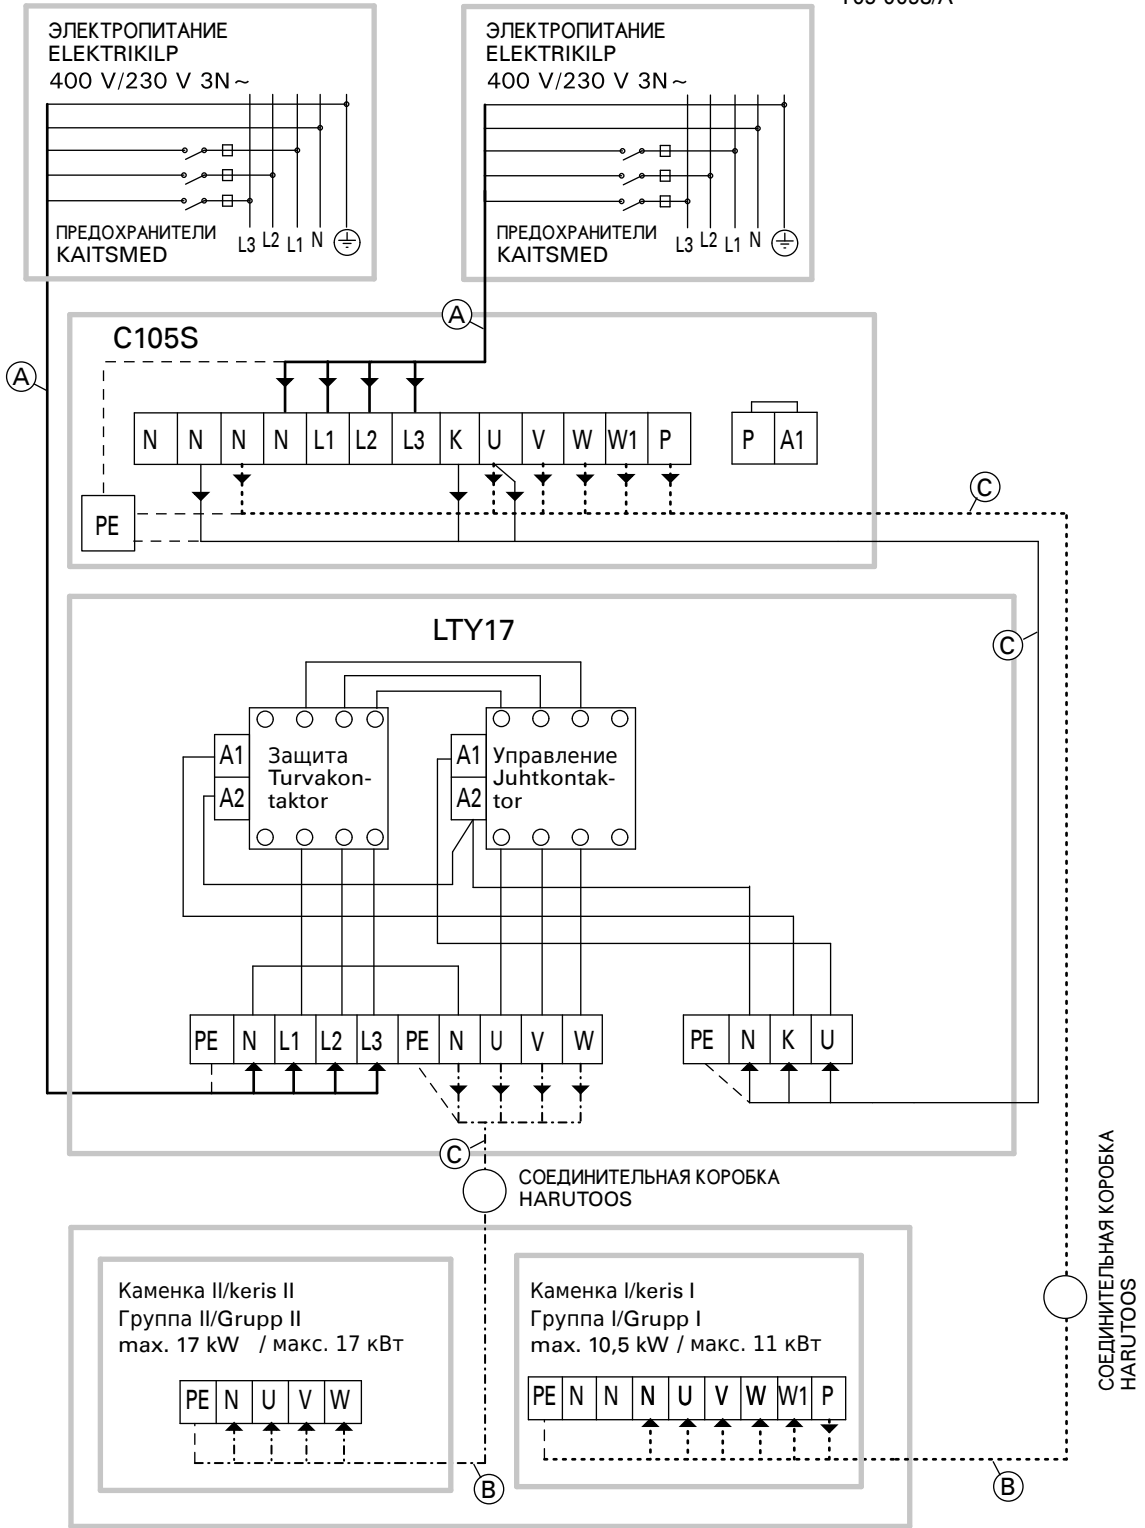 ЭЛЕКТРОПИТАНИЕ
ELEKTRIKILP
400 V/230 V 3N~
ПРЕДОХРАНИТЕЛИ
KAITSMED
L3 L2 L1 N
ЭЛЕКТРОПИТАНИЕ
ELEKTRIKILP
400 V/230 V 3N~
ПРЕДОХРАНИТЕЛИ
KAITSMED
L3 L2 L1 N
A
A
C105S
N N N N L1 L2 L3 K U V W W1 P
P A1
PE
C
LTY17
C
A1
A2
Защита
Turvakon-
taktor
A1
A2
Управление
Juhtkontak-
tor
PE N L1 L2 L3 PE N U V W
PE N K U
C
СОЕДИНИТЕЛЬНАЯ КОРОБКА
HARUTOOS
СОЕДИНИТЕЛЬНАЯ КОРОБКА
HARUTOOS
Каменка II/keris II
Группа II/Grupp II
max. 17 kW / макс. 17 кВт
PE N U V W
B
Каменка I/keris I
Группа I/Grupp I
max. 10,5 kW / макс. 11 кВт
PE N N N U V W W1 P
B